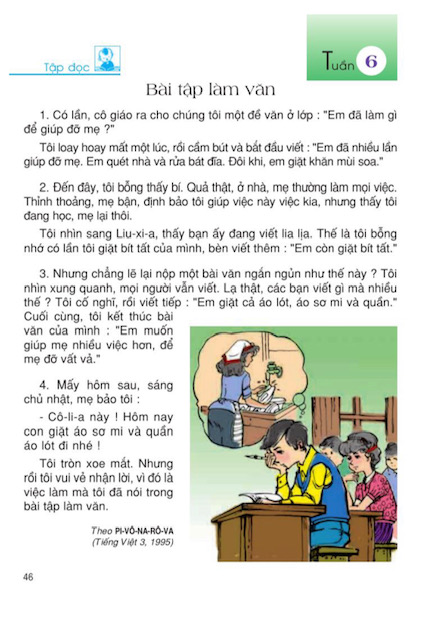 Tập đọc
Tuần 6
Bài tập làm văn
1. Có lần, cô giáo ra cho chúng tôi một đề văn ở lớp : "Em đã làm gì
để giúp đỡ mẹ ?"
Tôi loay hoay mất một lúc, rồi cầm bút và bắt đầu viết : "Em đã nhiều lần
giúp đỡ mẹ. Em quét nhà và rửa bát đĩa. Đôi khi, em giặt khăn mùi soa."
2. Đến đây, tôi bỗng thấy bí. Quả thật, ở nhà, mẹ thường làm mọi việc.
Thỉnh thoảng, mẹ bận, định bảo tôi giúp việc này việc kia, nhưng thấy tôi
đang học, mẹ lại thôi.
Tôi nhìn sang Liu-xi-a, thấy bạn ấy đang viết lia lịa. Thế là tôi bỗng
nhớ có lần tôi giặt bít tất của mình, bèn viết thêm : "Em còn giặt bít tất."
3. Nhưng chẳng lẽ lại nộp một bài văn ngắn ngủn như thế này ? Tôi
nhìn xung quanh, mọi người vẫn viết. Lạ thật, các bạn viết gì mà nhiều
thế ? Tôi cố nghĩ, rồi viết tiếp : "Em giặt cả áo lót, áo sơ mi và quần."
Cuối cùng, tôi kết thúc bài
văn của mình : "Em muốn
giúp mẹ nhiều việc hơn, để
mẹ đỡ vất vả."
4. Mấy hôm sau, sáng
chủ nhật, mẹ bảo tôi :
- Cô-li-a này ! Hôm nay
con giặt áo sơ mi và quần
áo lót đi nhé !
Tôi tròn xoe mắt. Nhưng
rồi tôi vui vẻ nhận lời, vì đó là
việc làm mà tôi đã nói trong
bài tập làm văn.
Theo PI-VÔ-NA-RÔ-VA
(Tiếng Việt 3, 1995)
46